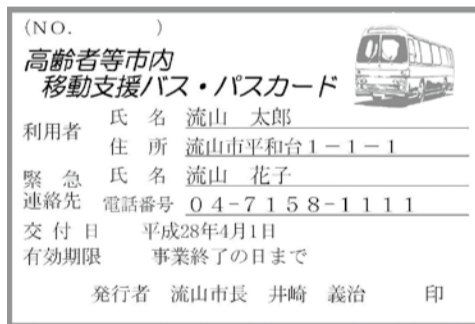 (NO.　　　　)
高齢者等市内
移動支援バス・パスカード
利用者　氏　名　流山　太郎
住　所　流山市平和台１－１－１
緊　急　氏　名　流山　花子
連絡先　電話番号　０４－７１５８－１１１１
交 付 日　平成28年4月1日
有効期限　事業終了の日まで
発行者　流山市長　井崎　義治　印